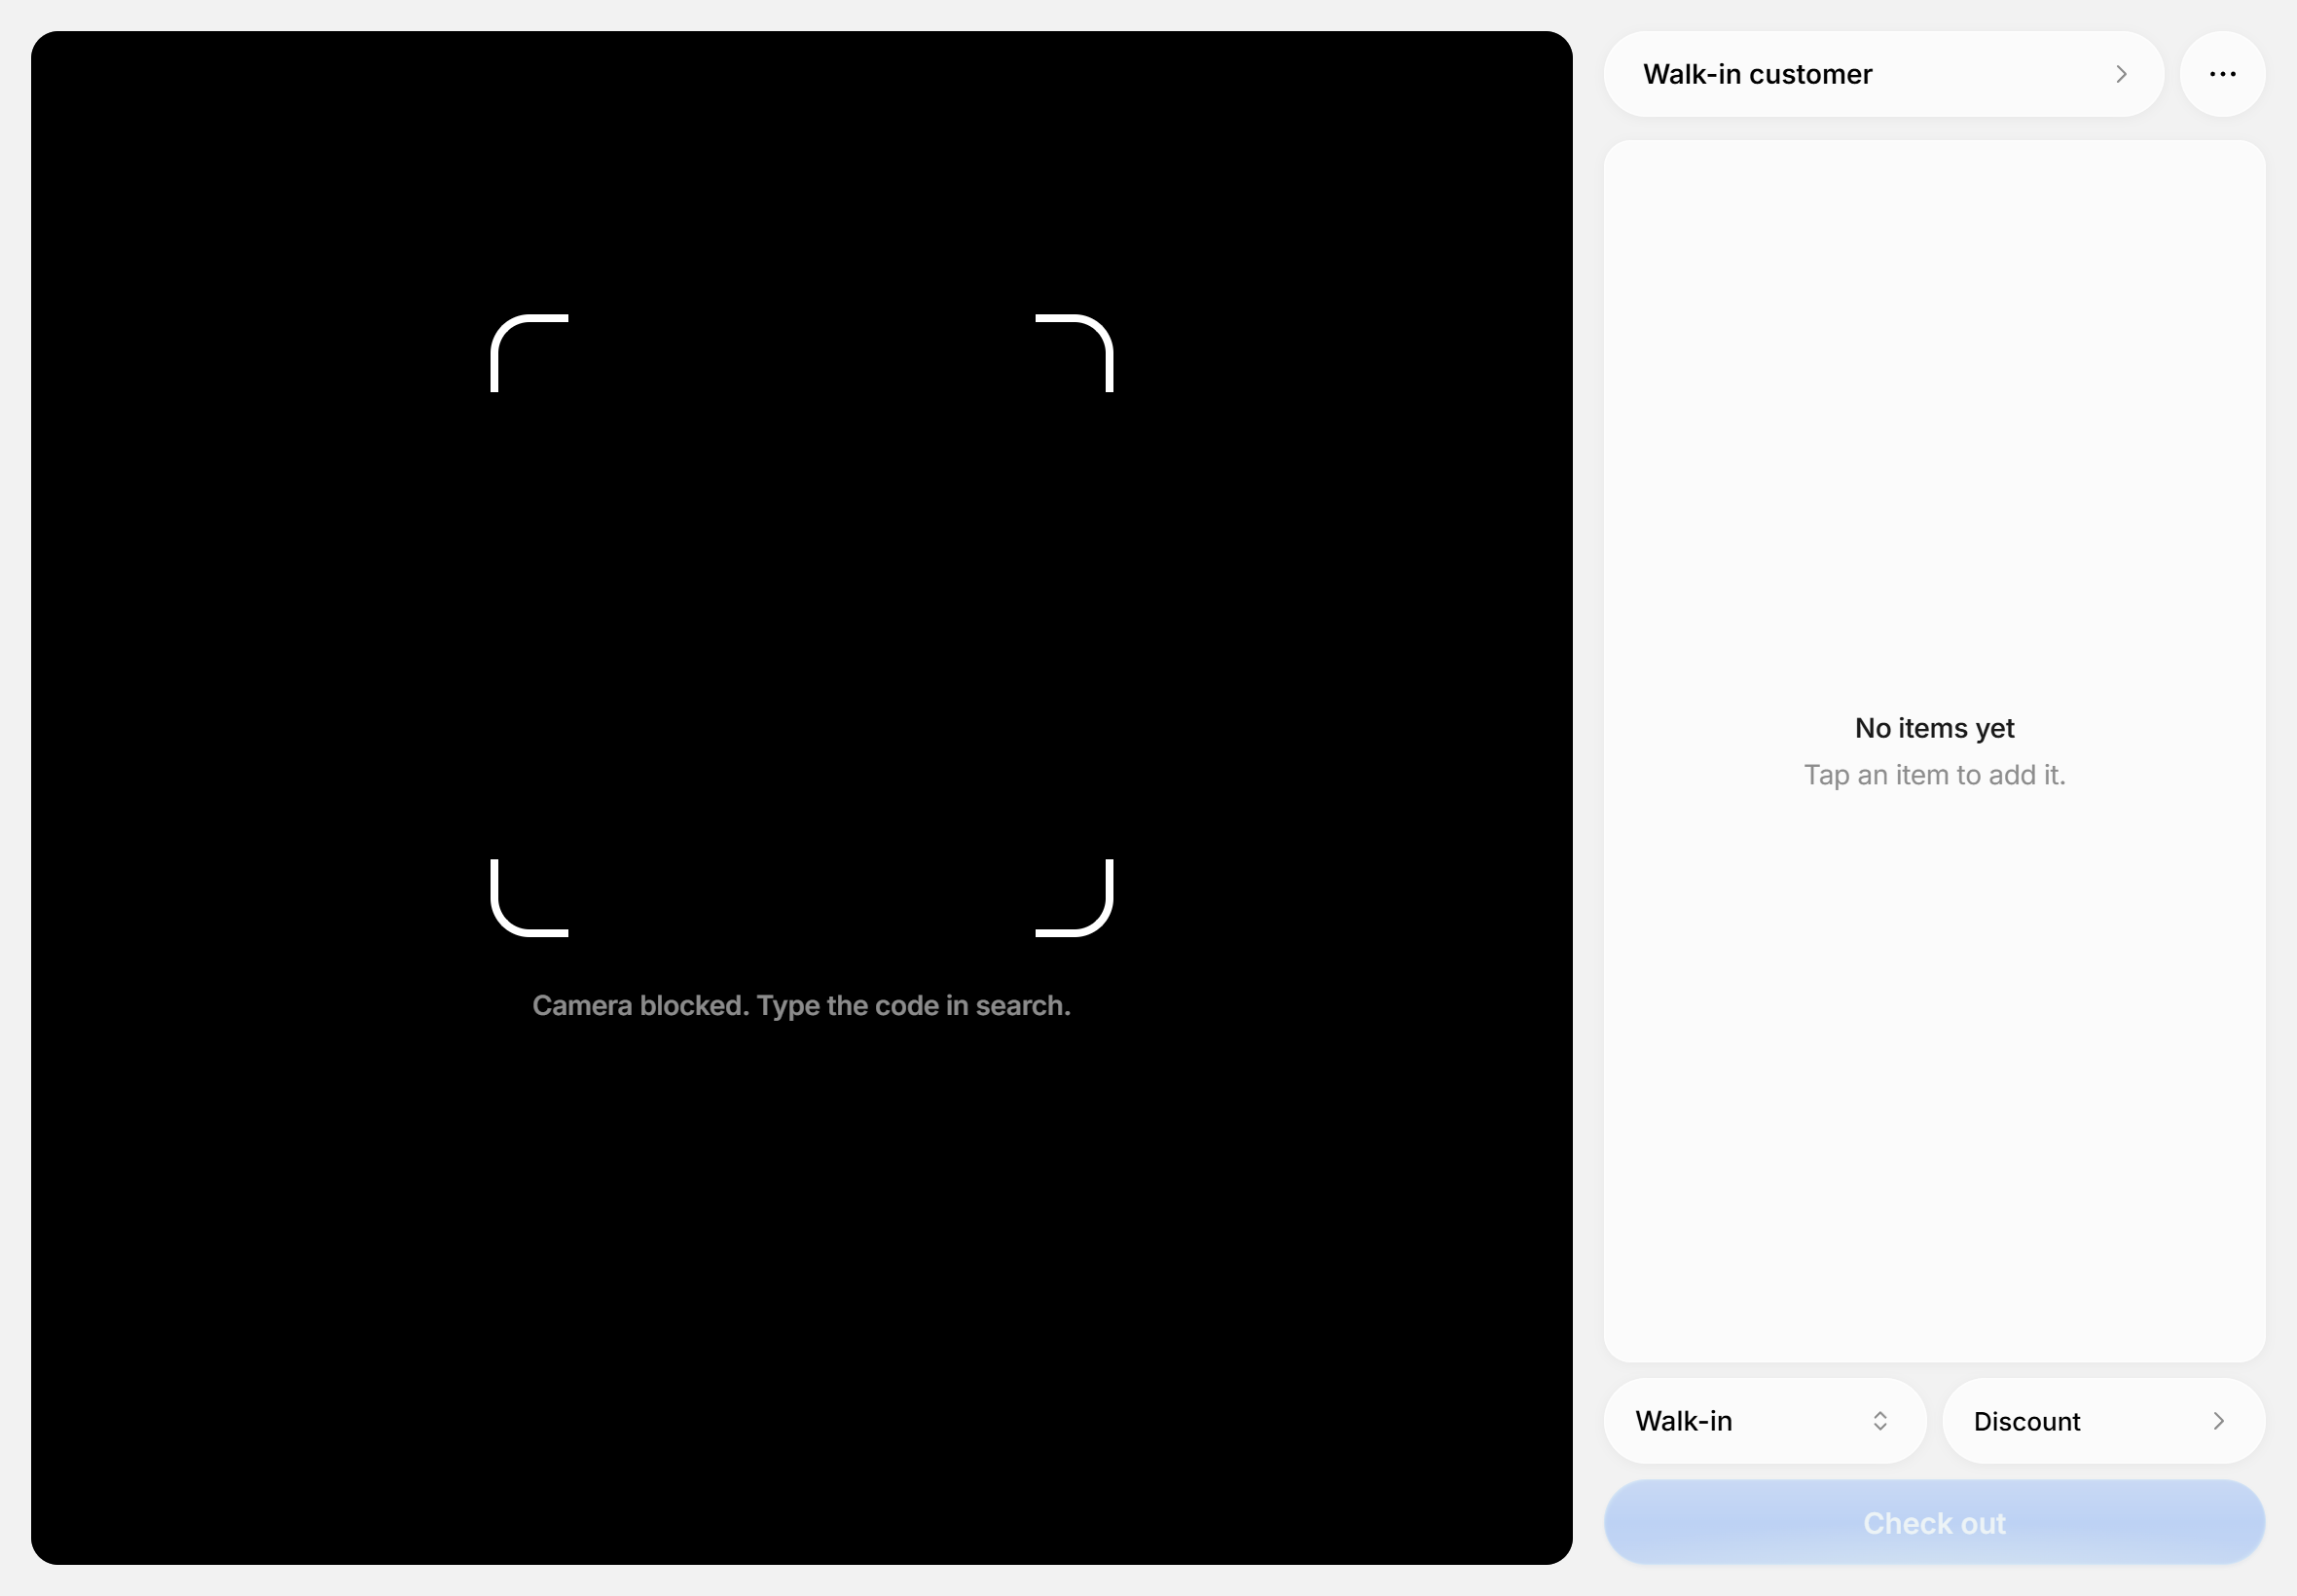 Walk-in customer
Camera blocked. Type the code in search.
No items yet
Tap an item to add it.
Walk-in
Discount
Check out